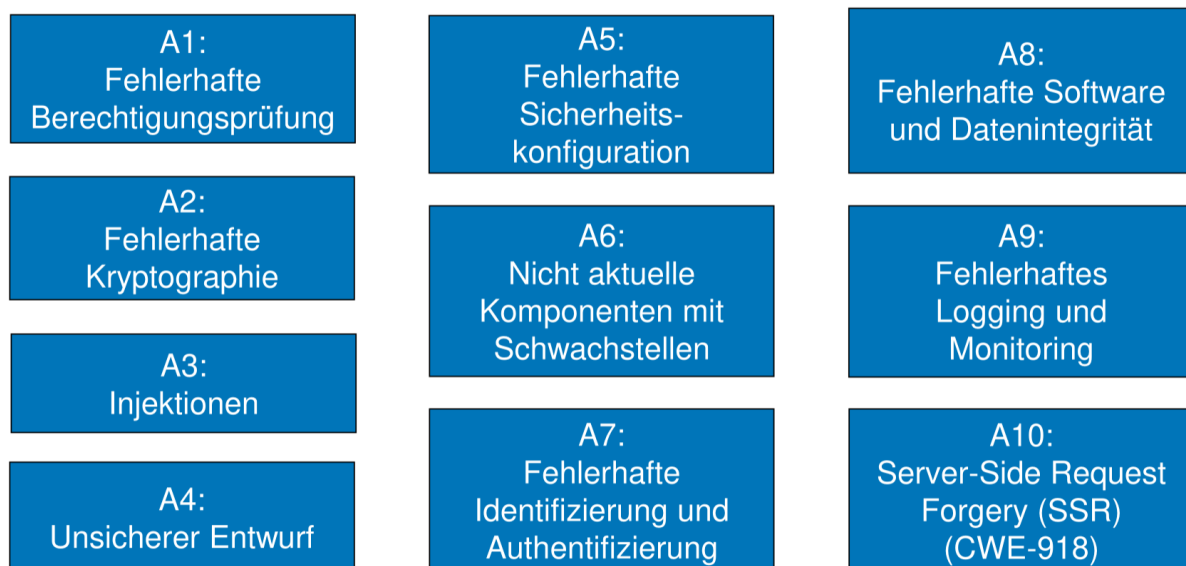 A1:
Fehlerhafte
Berechtigungsprüfung
A2:
Fehlerhafte
Kryptographie
A3:
Injektionen
A4:
Unsicherer Entwurf
A5:
Fehlerhafte
Sicherheits-
konfiguration
A6:
Nicht aktuelle
Komponenten mit
Schwachstellen
A7:
Fehlerhafte
Identifizierung und
Authentifizierung
A8:
Fehlerhafte Software
und Datenintegrität
A9:
Fehlerhaftes
Logging und
Monitoring
A10:
Server-Side Request
Forgery (SSR)
(CWE-918)